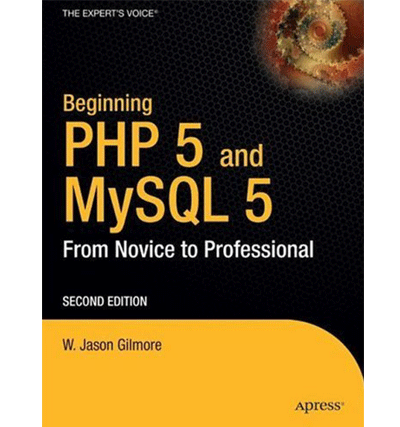 THE EXPERT'S VOICE®
Beginning
PHP 5 and
MySQL 5
From Novice to Professional
SECOND EDITION
W. Jason Gilmore
Apress®